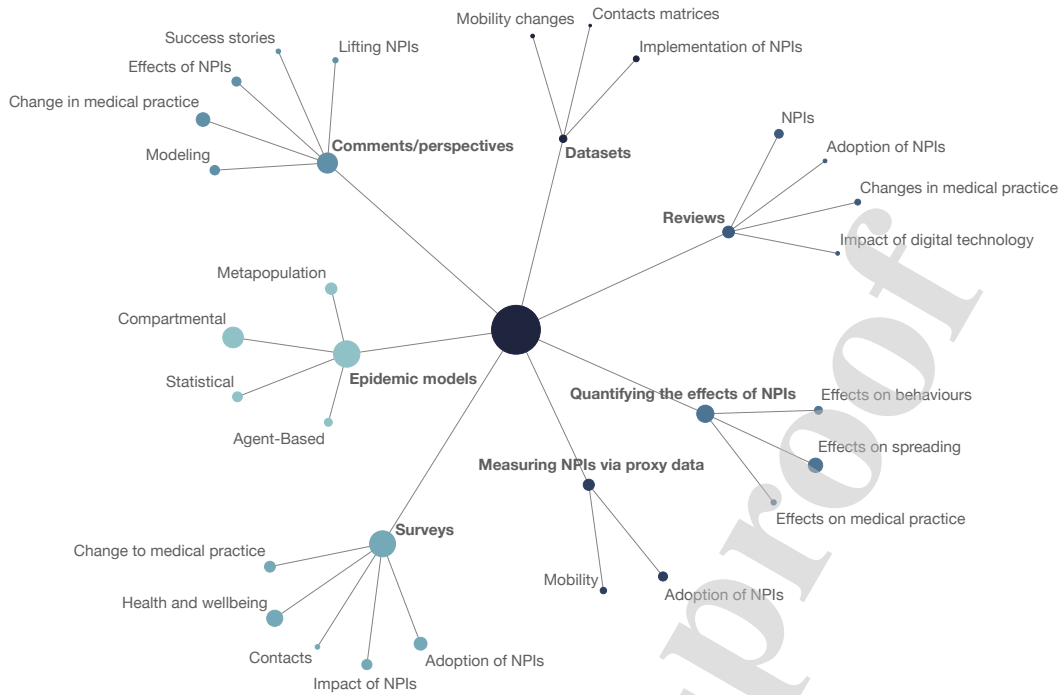 Mobility changes
Contacts matrices
Implementation of NPIs
Datasets
Success stories
Lifting NPIs
Effects of NPIs
Change in medical practice
Modeling
Comments/perspectives
NPIs
Adoption of NPIs
Changes in medical practice
Impact of digital technology
Reviews
Metapopulation
Compartmental
Statistical
Agent-Based
Epidemic models
Quantifying the effects of NPIs
Effects on behaviours
Effects on spreading
Effects on medical practice
Measuring NPIs via proxy data
Mobility
Adoption of NPIs
Surveys
Change to medical practice
Health and wellbeing
Contacts
Impact of NPIs
Adoption of NPIs
proof